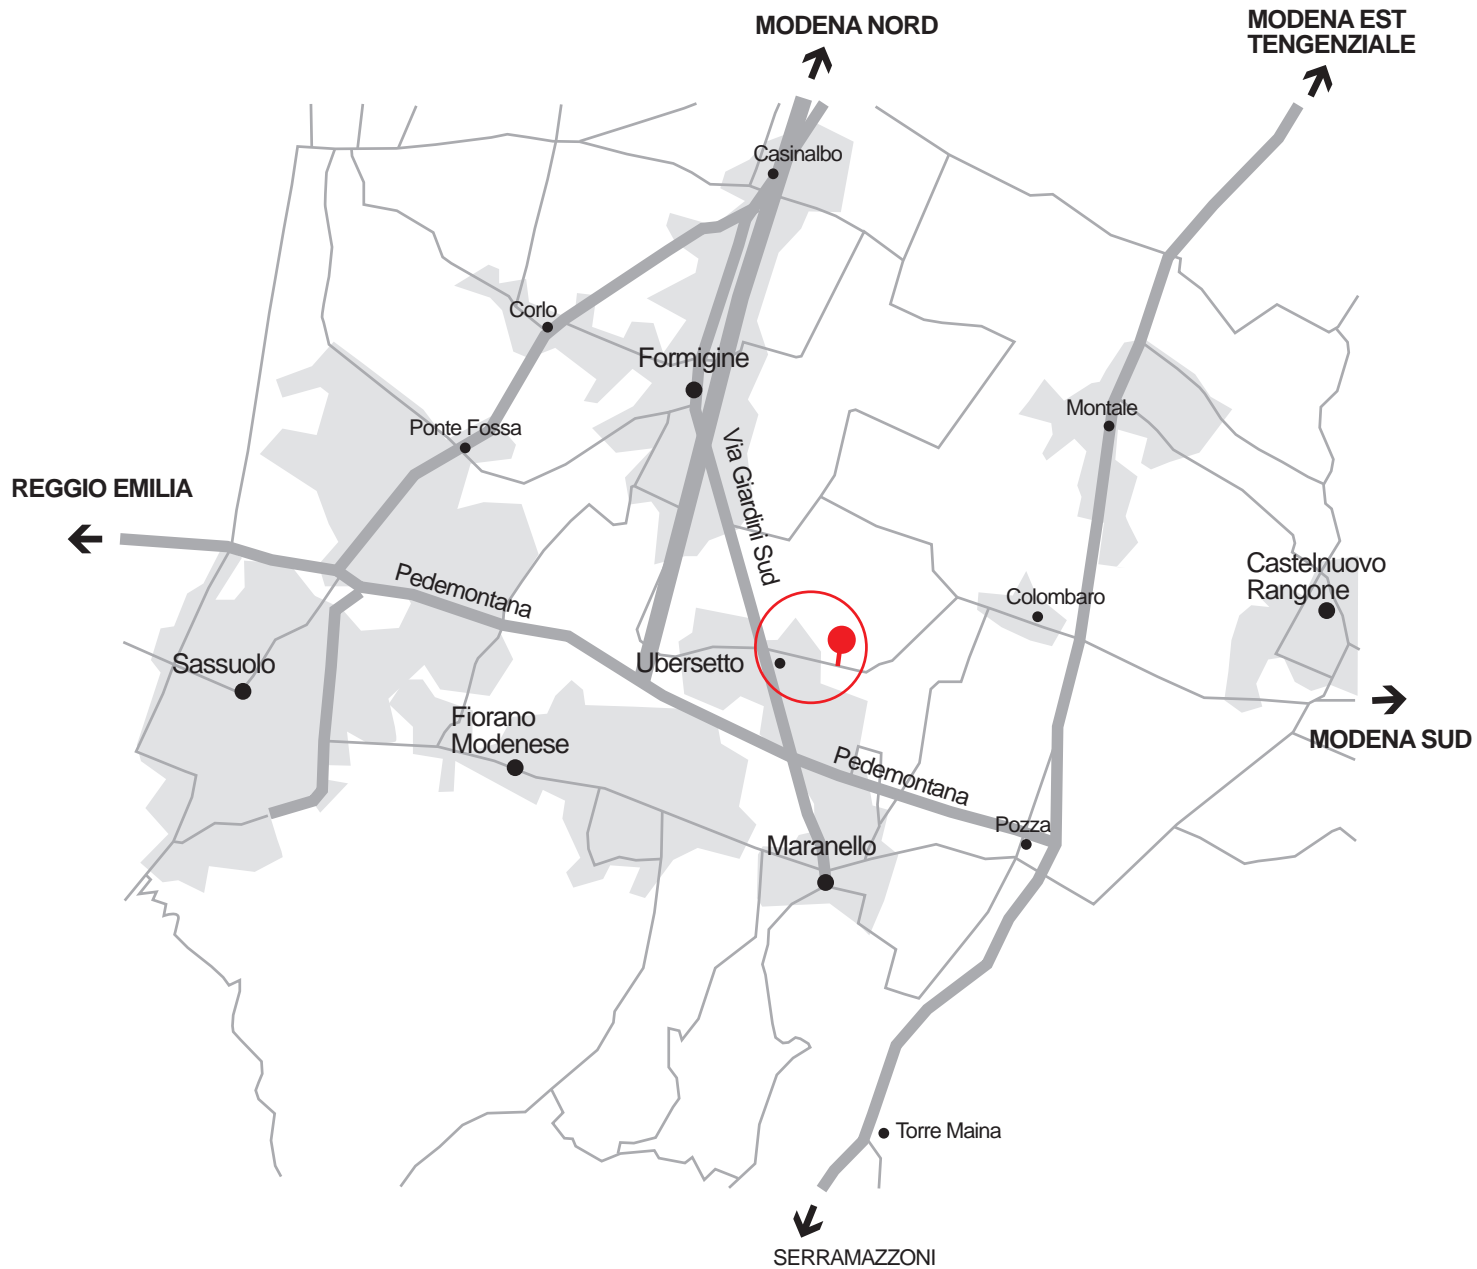 MODENA NORD
MODENA EST
TENGENZIALE
Casinalbo
Corlo
Formigine
Montale
Ponte Fossa
Via Giardini Sud
REGGIO EMILIA
Pedemontana
Castelnuovo
Rangone
Colombaro
Sassuolo
Ubersetto
Fiorano
Modenese
MODENA SUD
Pedemontana
Pozza
Maranello
Torre Maina
SERRAMAZZONI